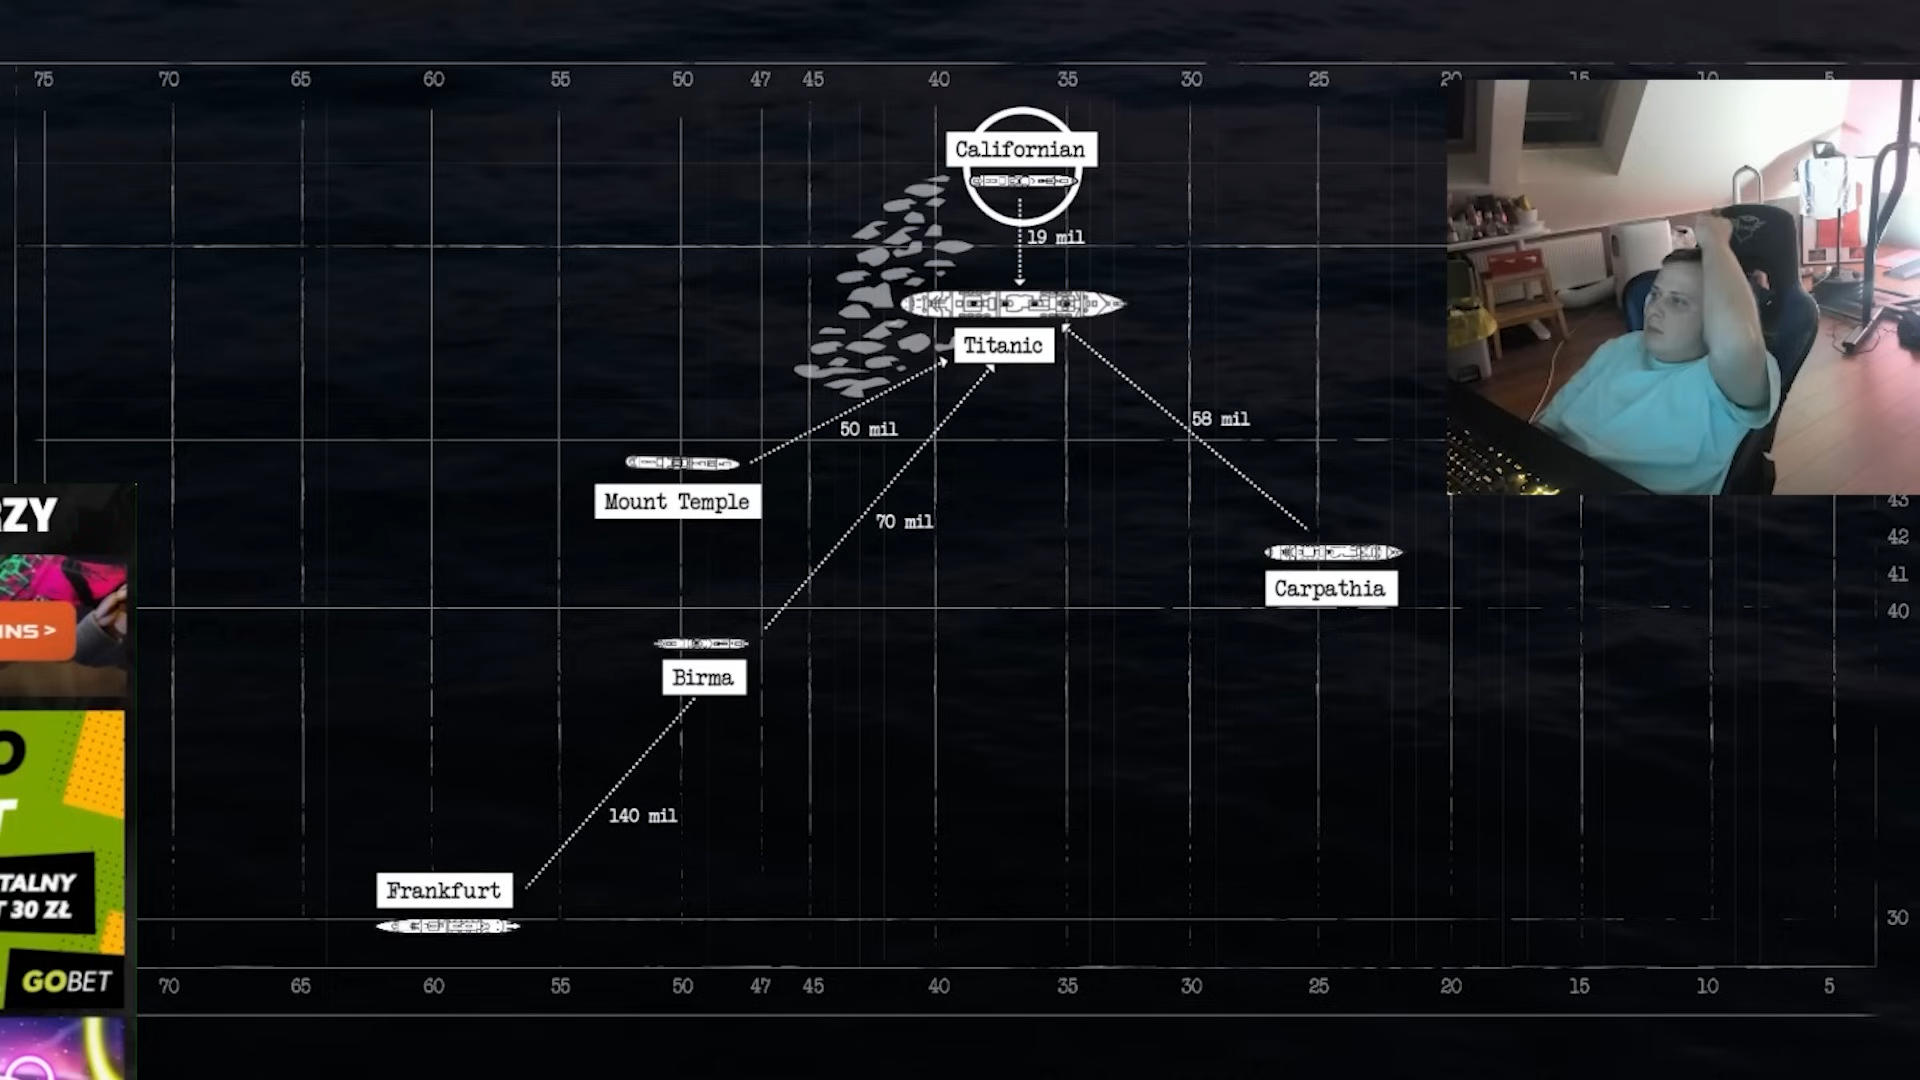 75 70 65 60 55 50 47 45 40 35 30 25 20 15 10 5
Californian
19 mil
Titanic
58 mil
50 mil
Mount Temple
43
RZY
70 mil
42
41
Carpathia
40
INS >
Birma
O
T
140 mil
TALNY
T 30 ZŁ
Frankfurt
30
GOBET
70 65 60 55 50 47 45 40 35 30 25 20 15 10 5